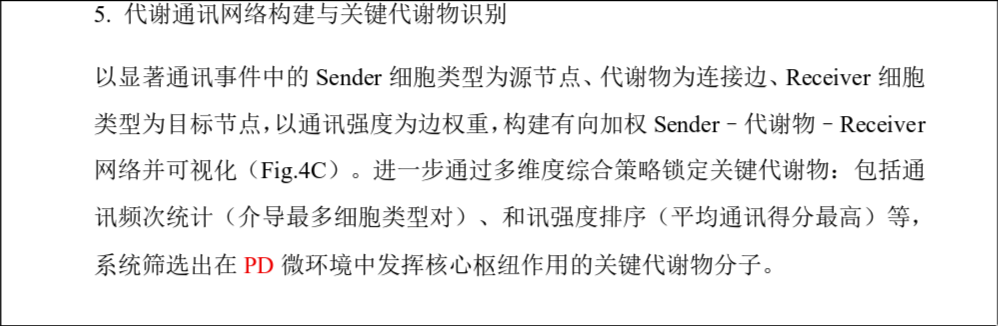 5. 代谢通讯网络构建与关键代谢物识别
以显著通讯事件中的 Sender 细胞类型为源节点、代谢物为连接边、Receiver 细胞
类型为目标节点，以通讯强度为边权重，构建有向加权 Sender–代谢物–Receiver
网络并可视化（Fig.4C）。进一步通过多维度综合策略锁定关键代谢物：包括通
讯频次统计（介导最多细胞类型对）、和讯强度排序（平均通讯得分最高）等，
系统筛选出在 PD 微环境中发挥核心枢纽作用的关键代谢物分子。